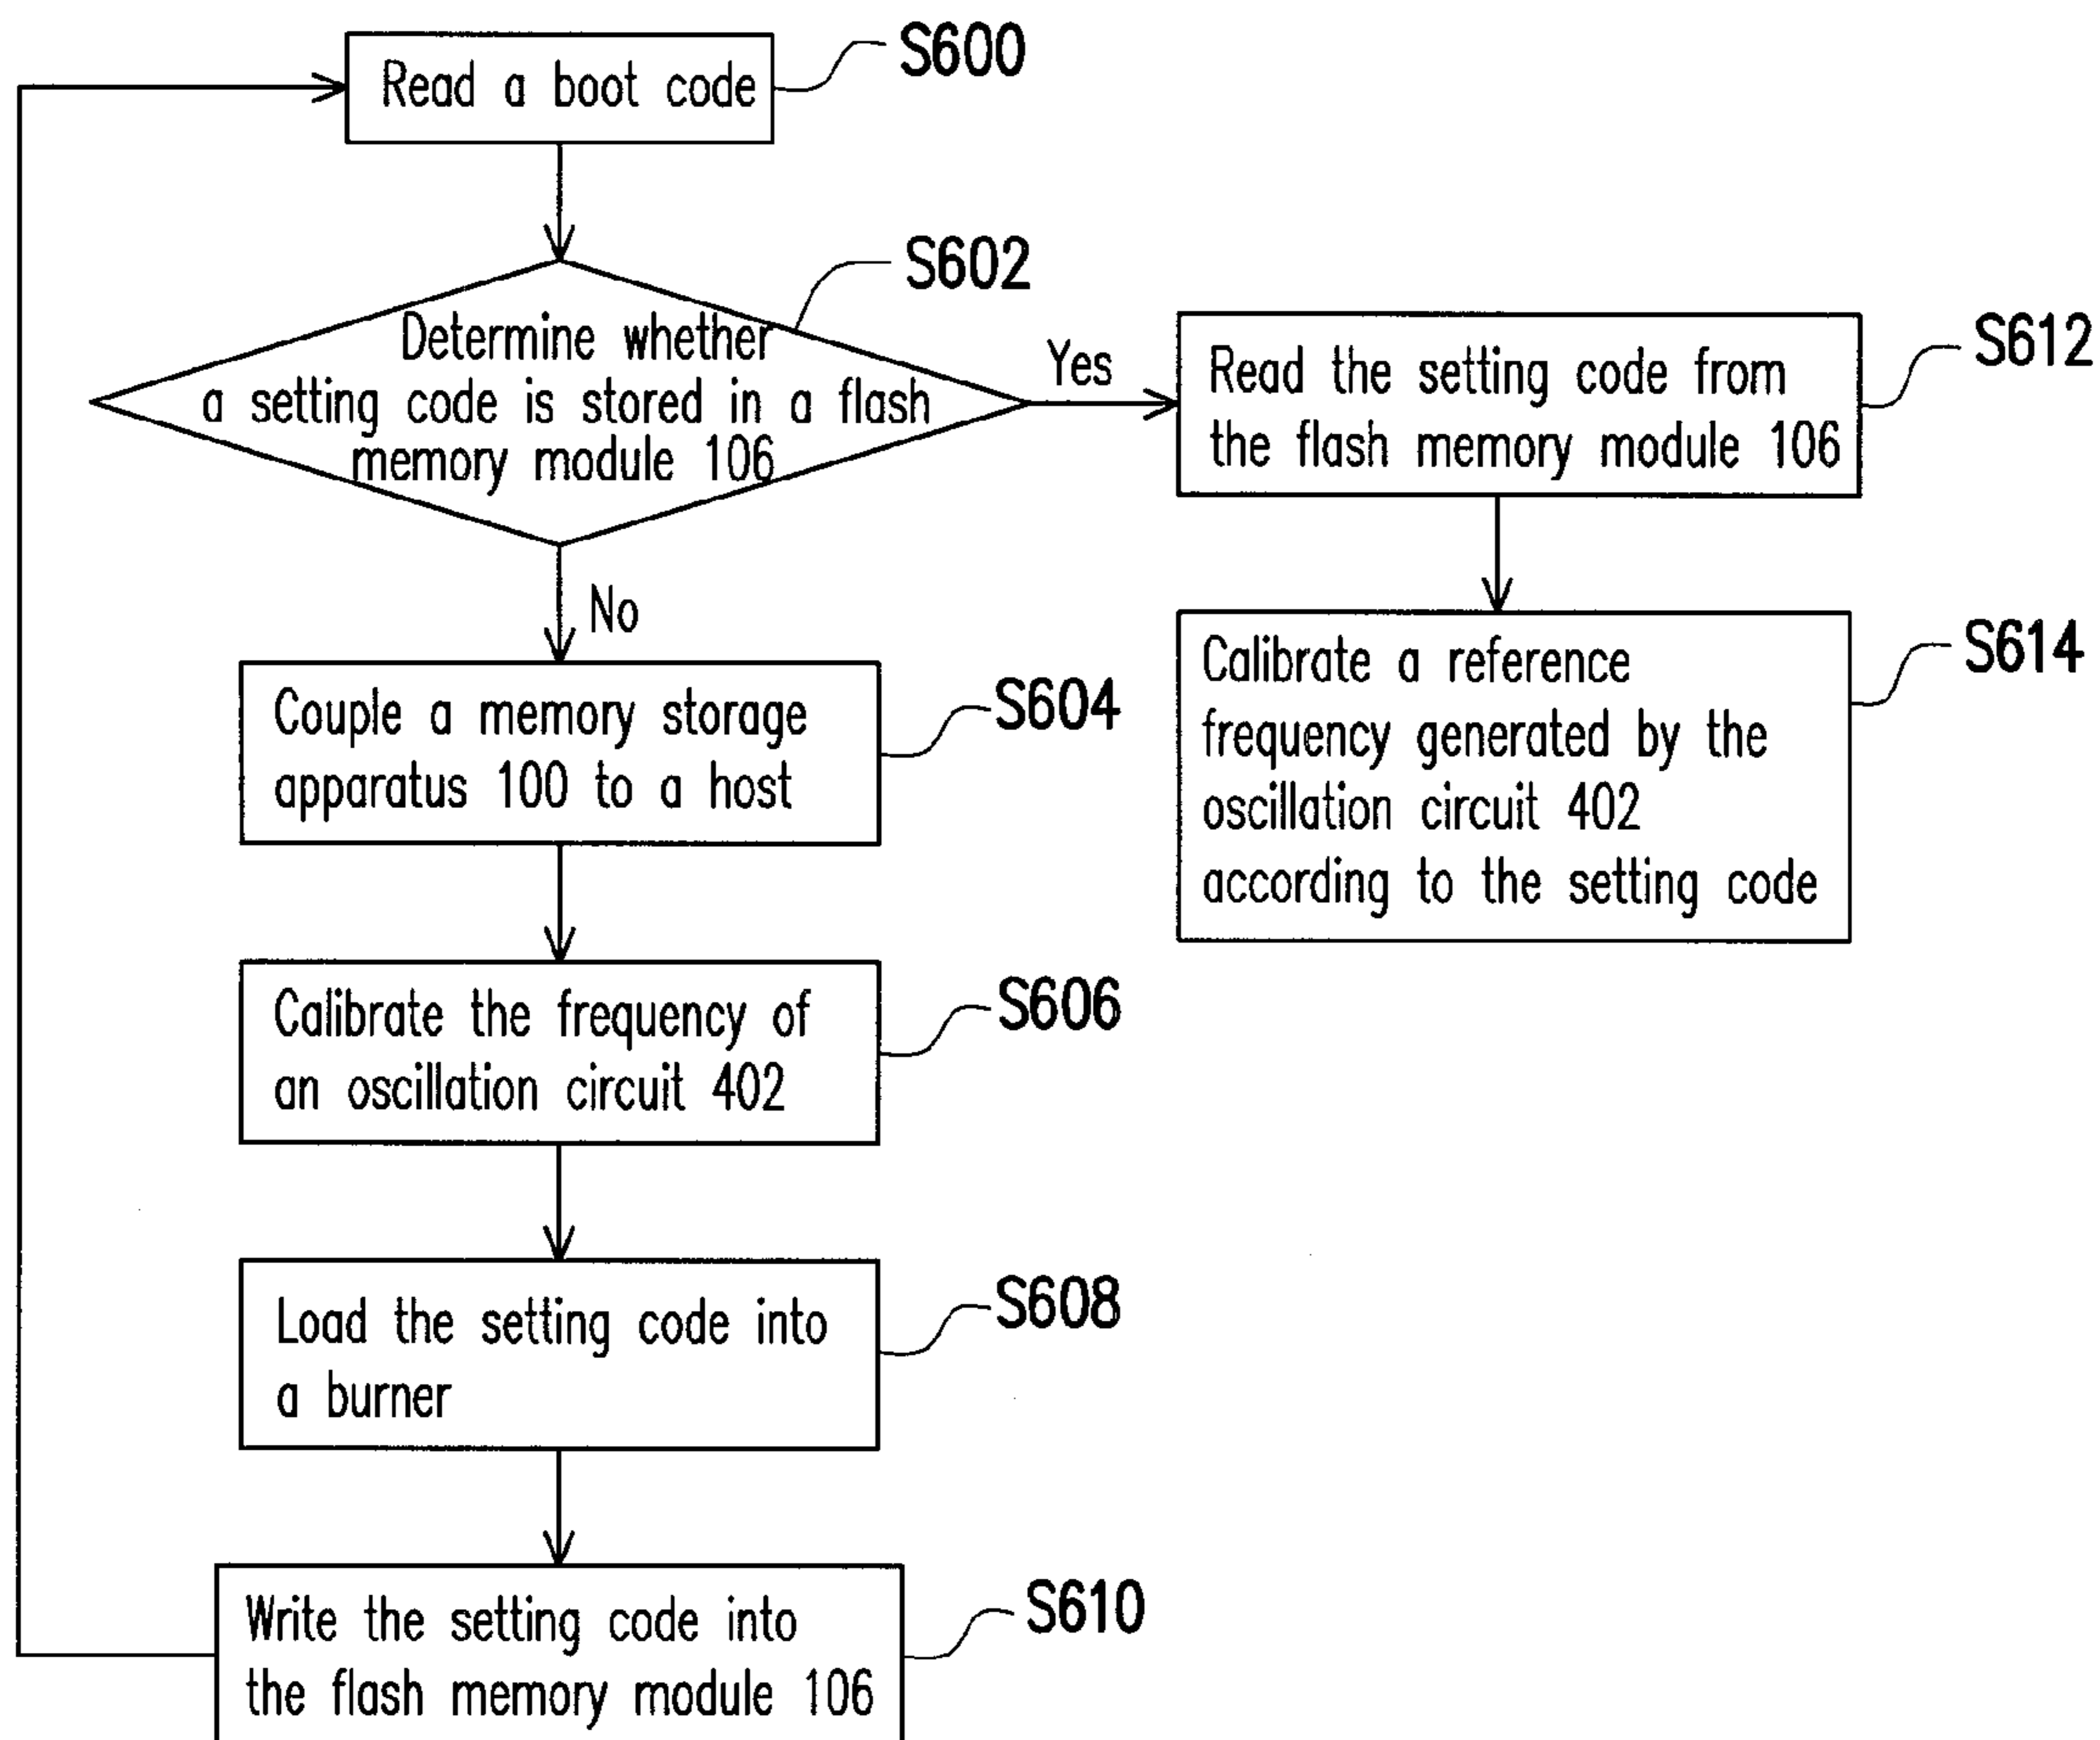 Read a boot code
S600
S602
Determine whether
a setting code is stored in a flash
memory module 106
Yes
Read the setting code from
the flash memory module 106
S612
No
Couple a memory storage
apparatus 100 to a host
S604
Calibrate a reference
frequency generated by the
oscillation circuit 402
according to the setting code
S614
Calibrate the frequency of
an oscillation circuit 402
S606
Load the setting code into
a burner
S608
Write the setting code into
the flash memory module 106
S610